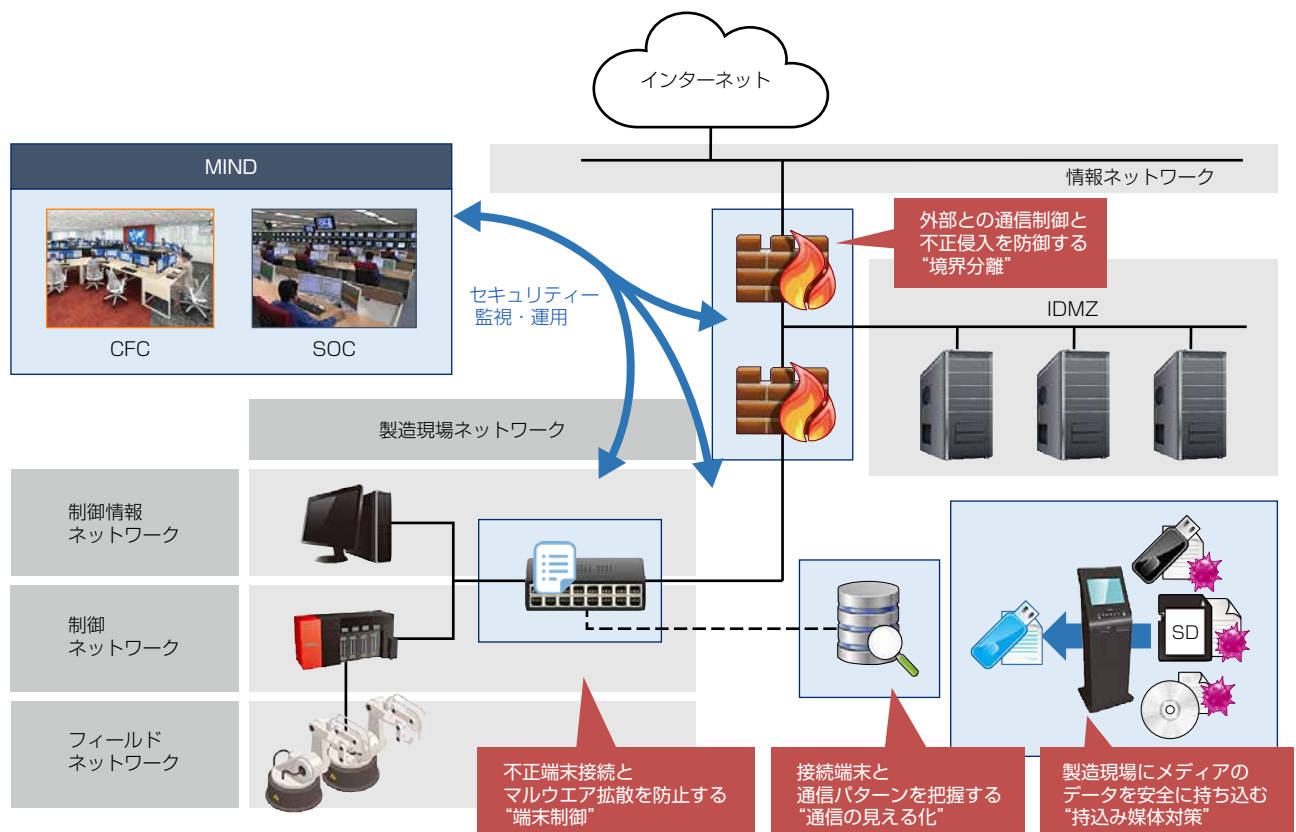 インターネット
情報ネットワーク
MIND
CFC
SOC
セキュリティー
監視・運用
外部との通信制御と
不正侵入を防御する
“境界分離”
IDMZ
製造現場ネットワーク
制御情報
ネットワーク
制御
ネットワーク
フィールド
ネットワーク
SD
不正端末接続と
マルウエア拡散を防止する
“端末制御”
接続端末と
通信パターンを把握する
“通信の見える化”
製造現場にメディアの
データを安全に持ち込む
“持込み媒体対策”